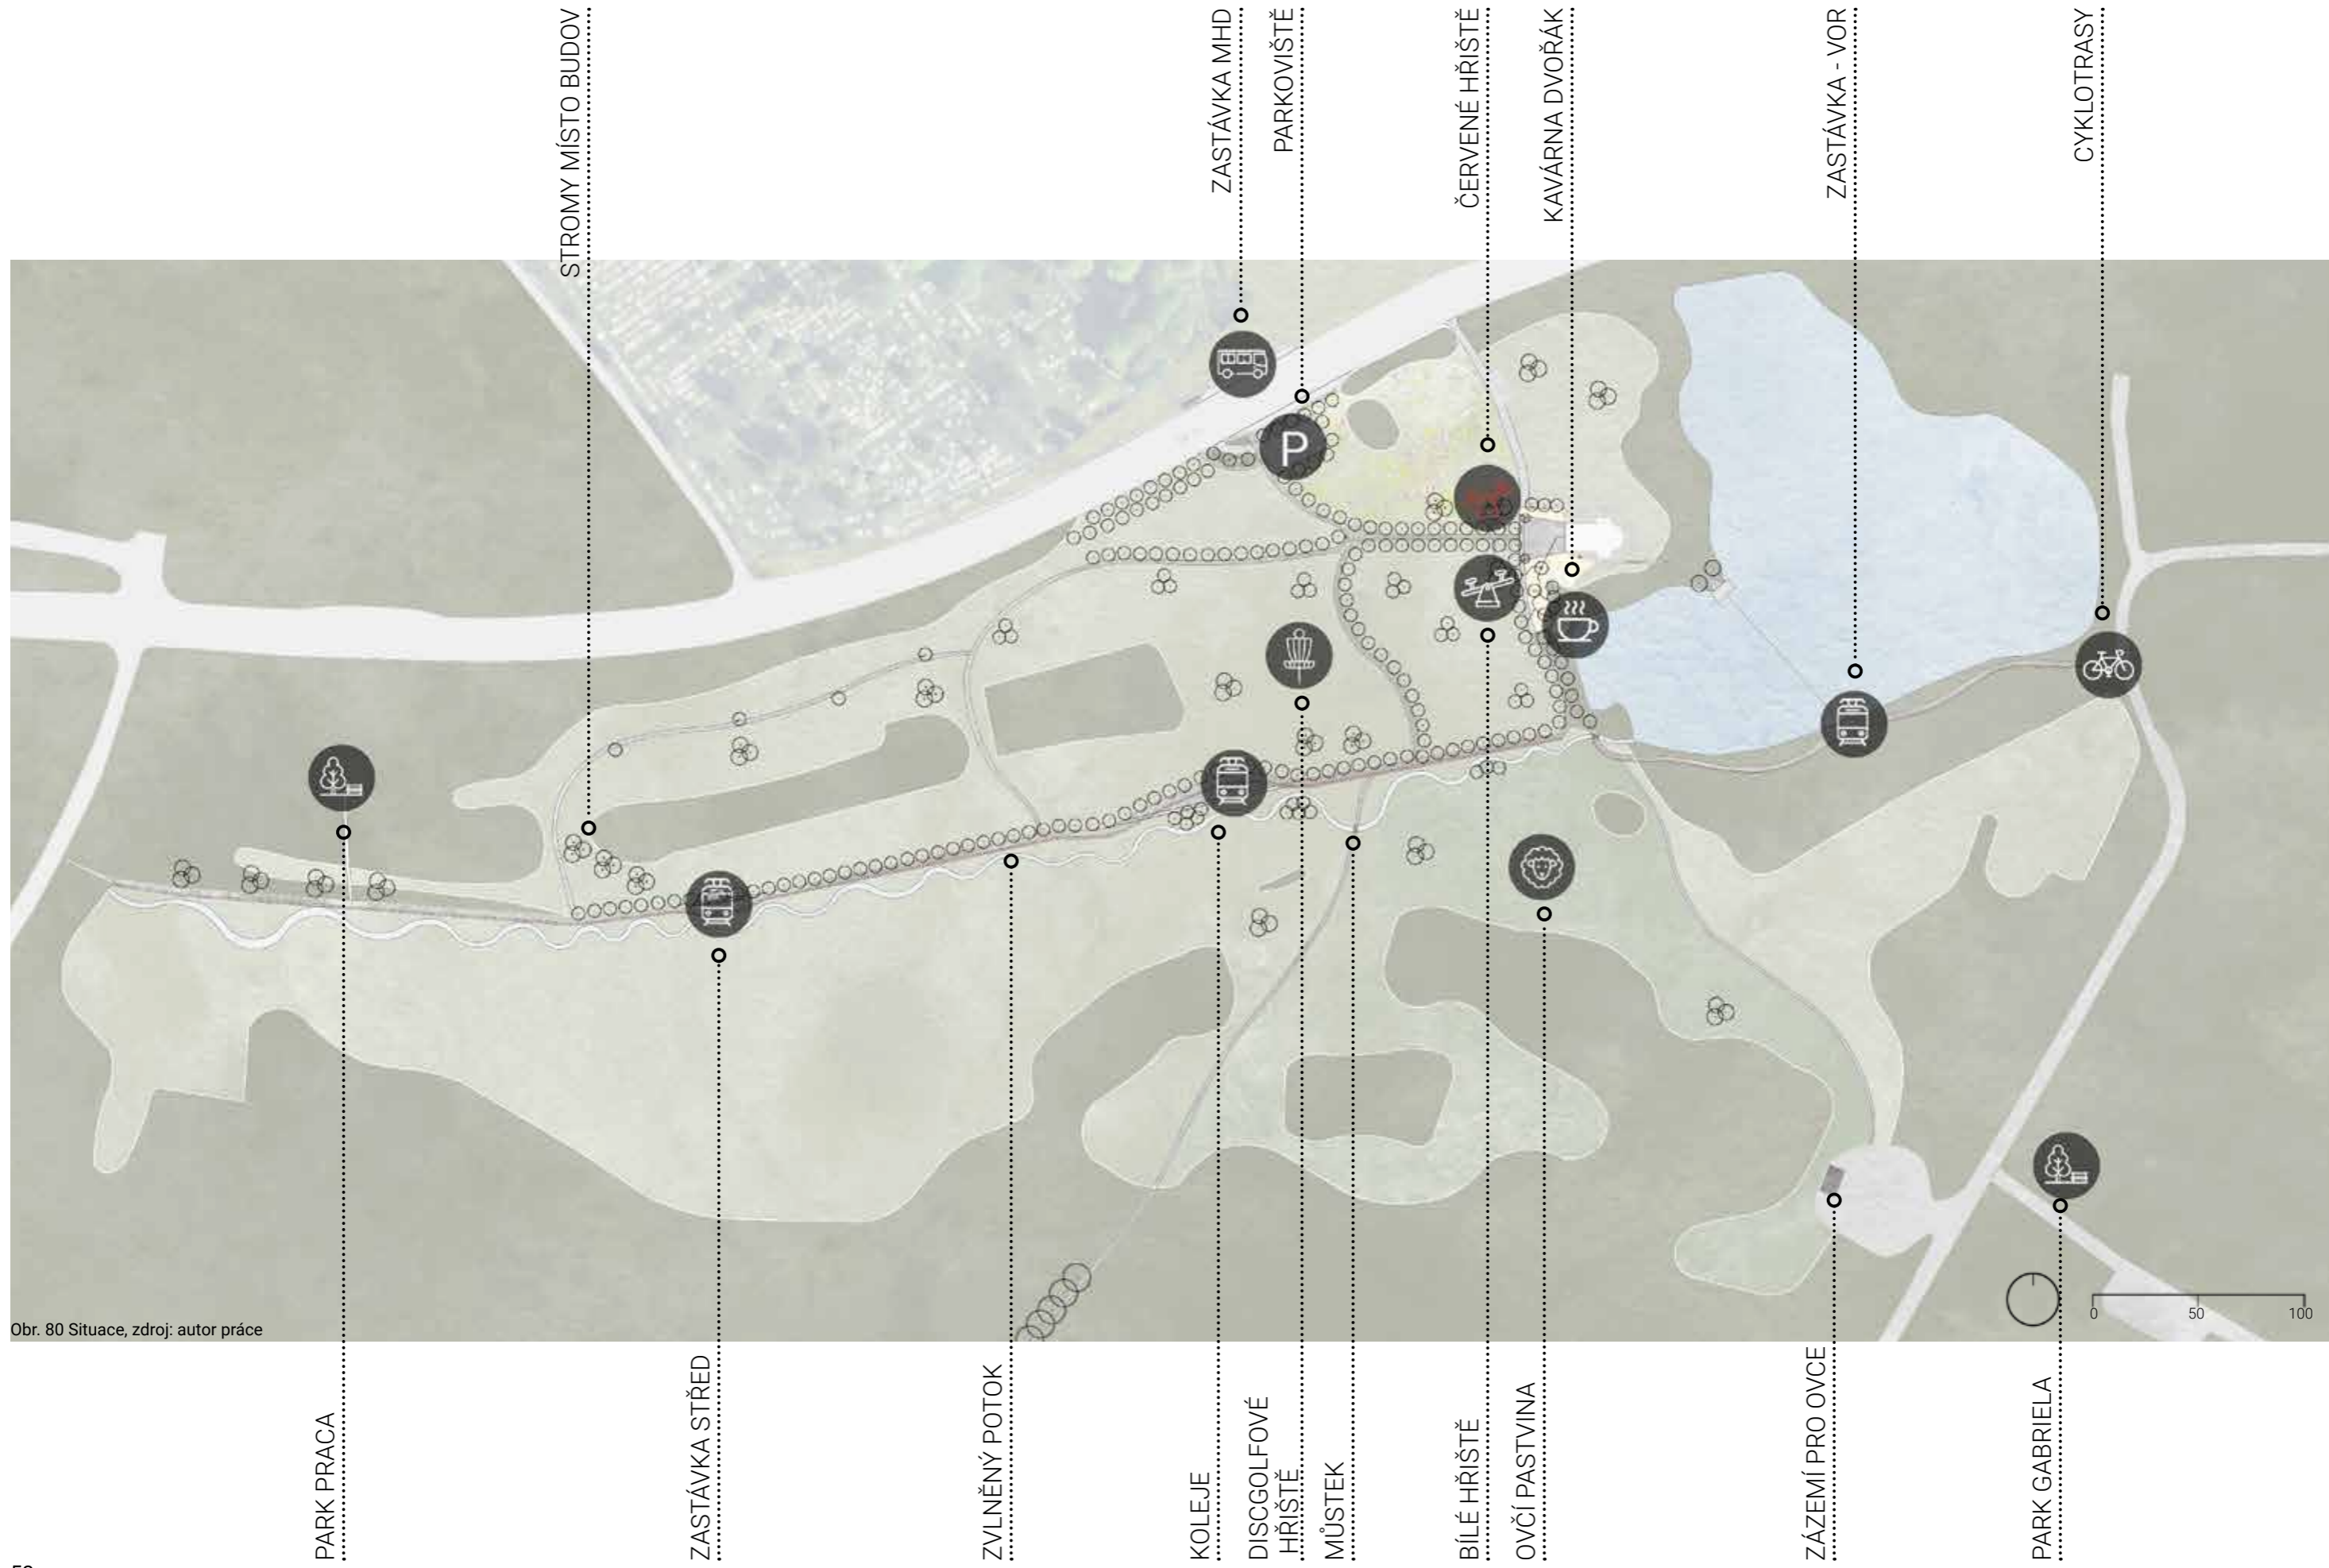 STROMY MÍSTO BUDOV
ZASTÁVKA MHD
PARKOVIŠTĚ
ČERVENÉ HŘIŠTĚ
KAVÁRNA DVOŘÁK
ZASTÁVKA - VOR
CYKLOTRASY
P
0 50 100
Obr. 80 Situace, zdroj: autor práce
PARK PRACA
ZASTÁVKA STŘED
ZVLNĚNÝ POTOK
KOLEJE
DISCGOLFOVÉ
HŘIŠTĚ
MŮSTEK
BÍLÉ HŘIŠTĚ
OVČÍ PASTVINA
ZÁZEMÍ PRO OVCE
PARK GABRIELA